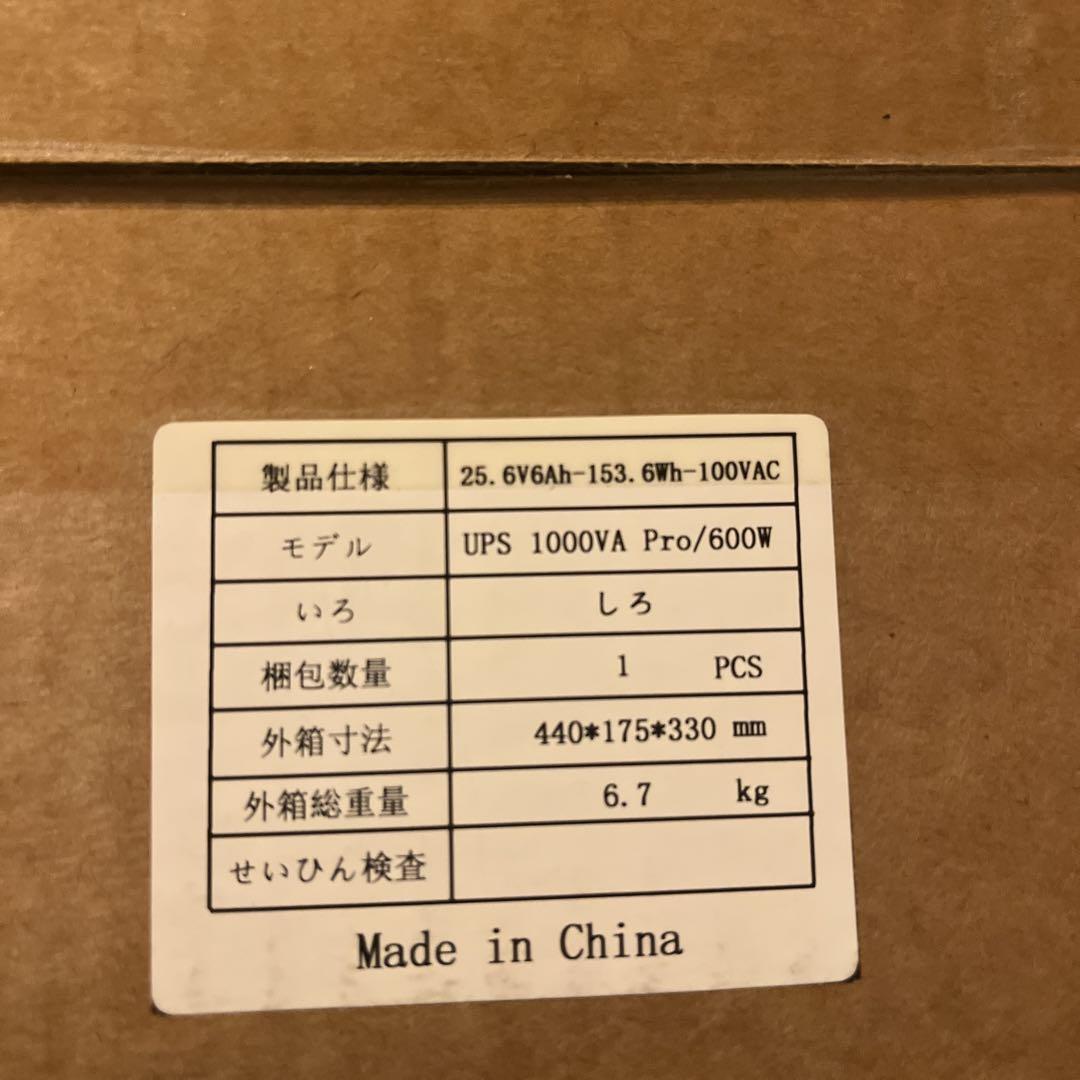 製品仕様 25.6V6Ah-153.6Wh-100VAC
モデル UPS 1000VA Pro/600W
いろ しろ
梱包数量 1 PCS
外箱寸法 440*175*330 mm
外箱総重量 6.7 kg
せいひん検査
Made in China